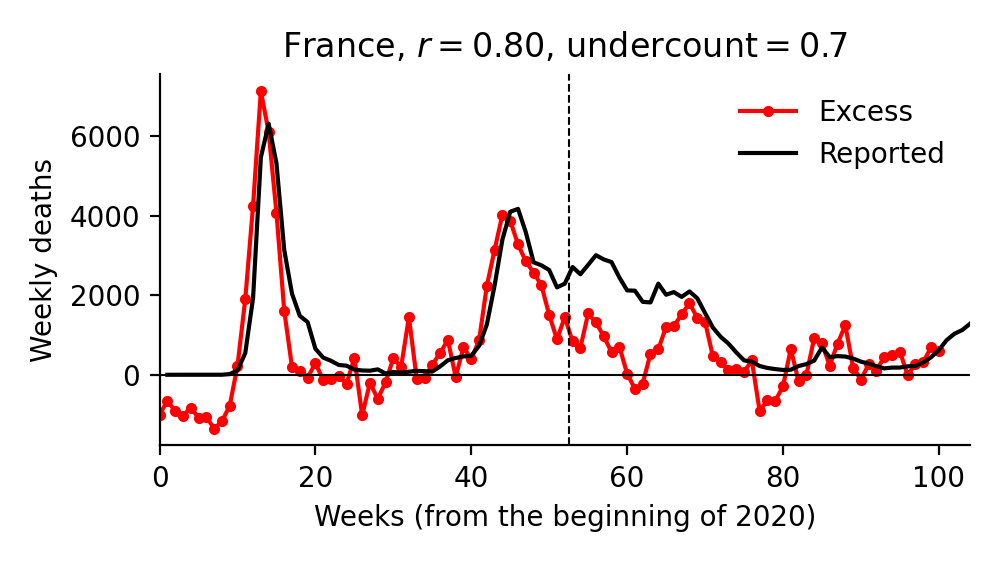 France, r = 0.80, undercount = 0.7
Excess
Reported
Weekly deaths
6000
4000
2000
0
0 20 40 60 80 100
Weeks (from the beginning of 2020)